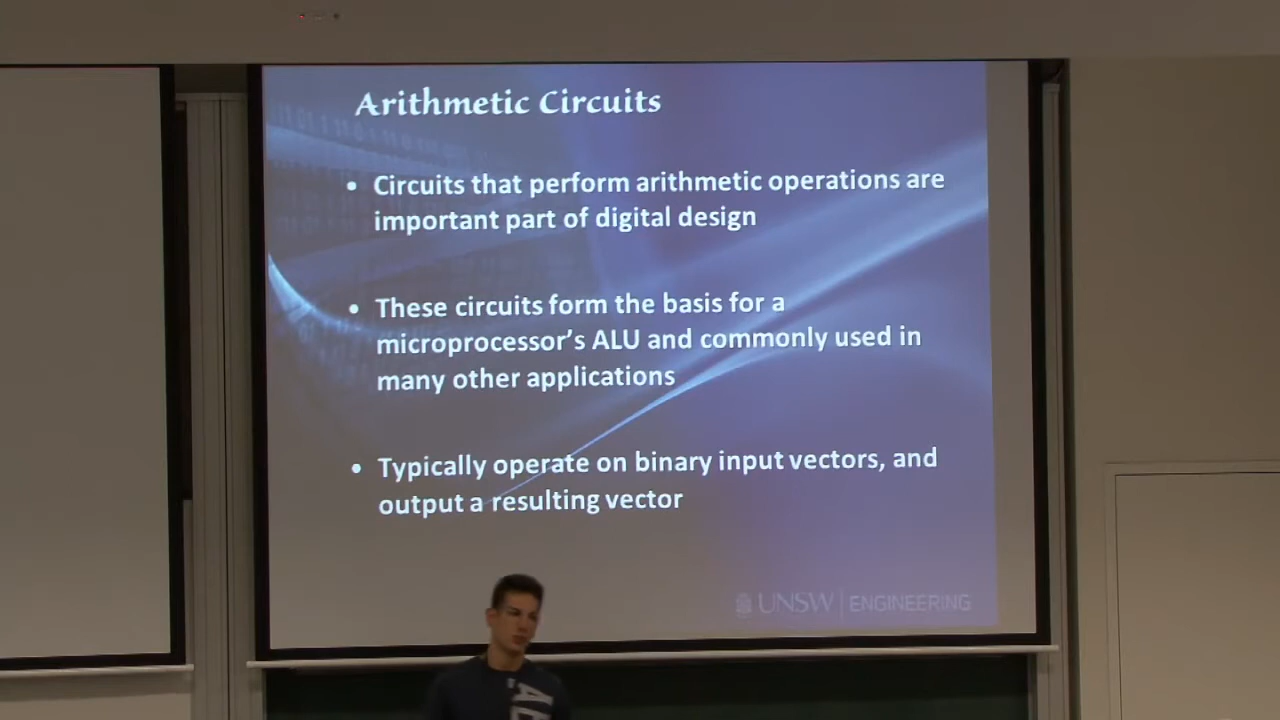 Arithmetic Circuits
• Circuits that perform arithmetic operations are
important part of digital design
• These circuits form the basis for a
microprocessor's ALU and commonly used in
many other applications
• Typically operate on binary input vectors, and
output a resulting vector
UNSW | ENGINEERING